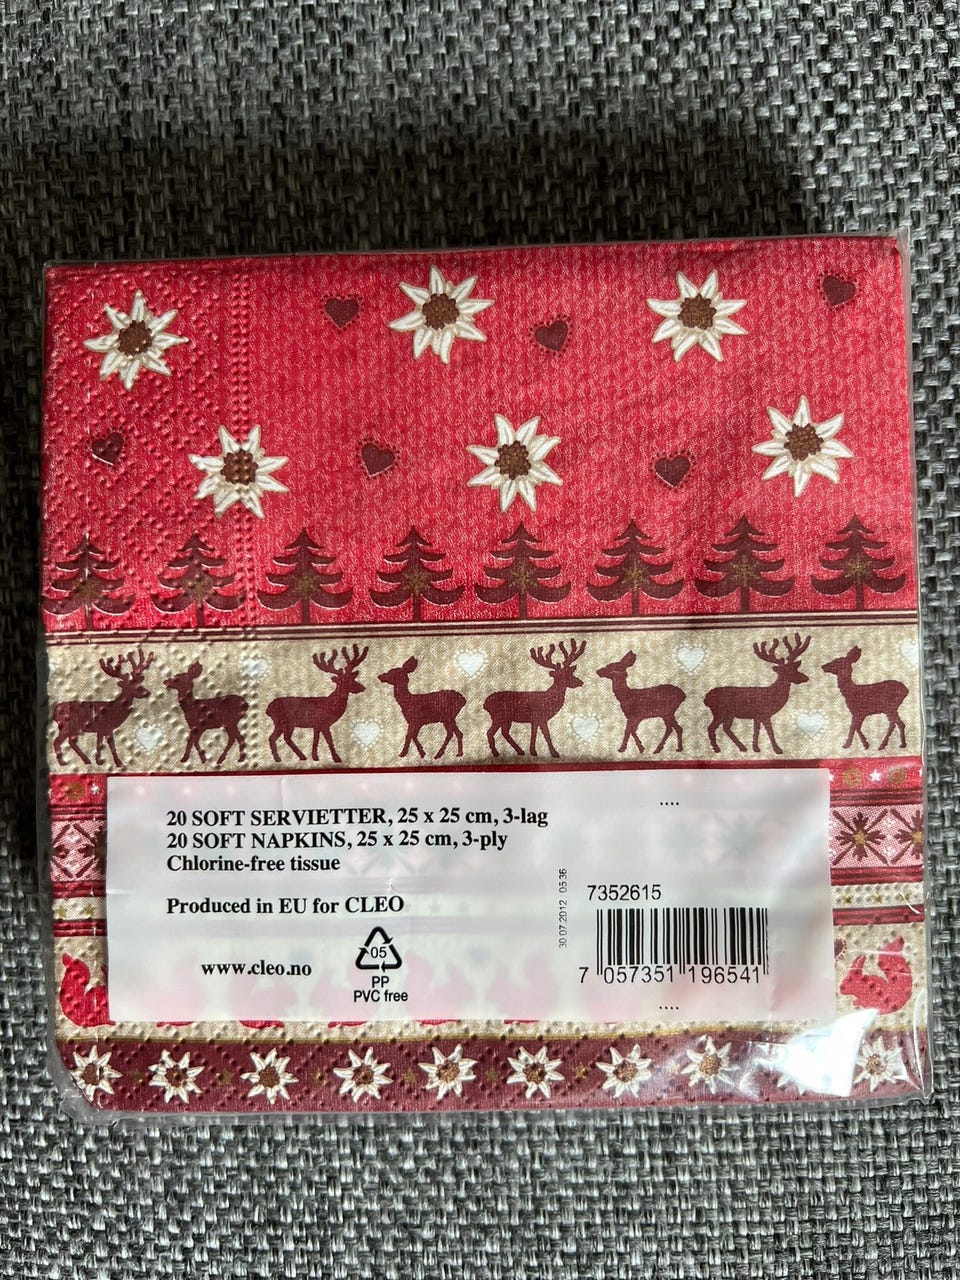 20 SOFT SERVIETTER, 25 x 25 cm, 3-lag
20 SOFT NAPKINS, 25 x 25 cm, 3-ply
Chlorine-free tissue
Produced in EU for CLEO
www.cleo.no
05
PP
PVC free
30 07 2012 05 36
7352615
7 057351 196541